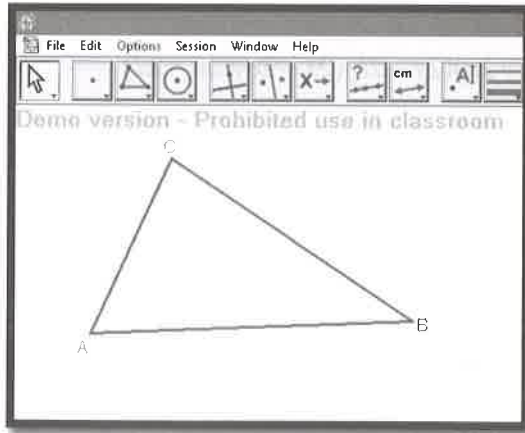 File Edit Options Session Window Help
? cm A
Demo version - Prohibited use in classroom
C
B
A